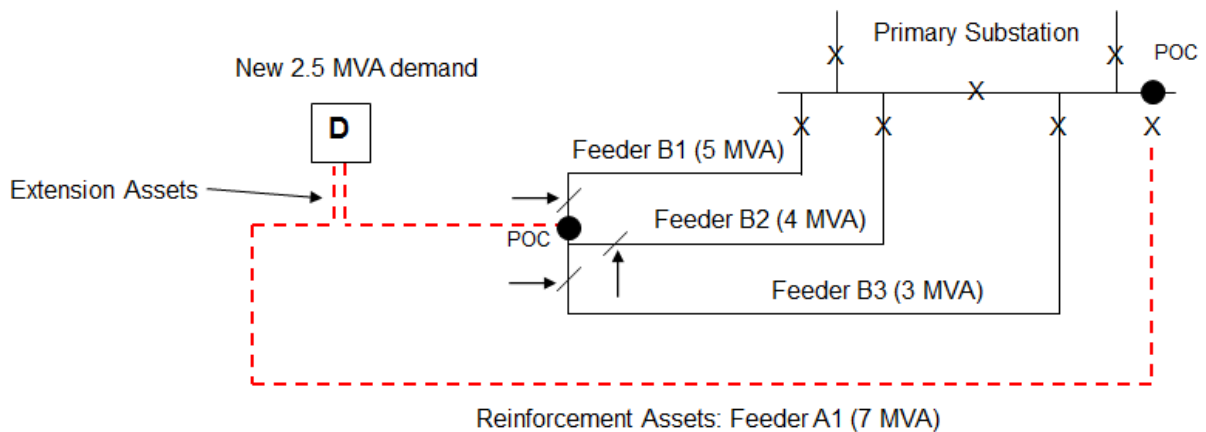 Primary Substation
POC
New 2.5 MVA demand
X
X
X
D
X
X
X
X
Feeder B1 (5 MVA)
Extension Assets
Feeder B2 (4 MVA)
POC
Feeder B3 (3 MVA)
Reinforcement Assets: Feeder A1 (7 MVA)